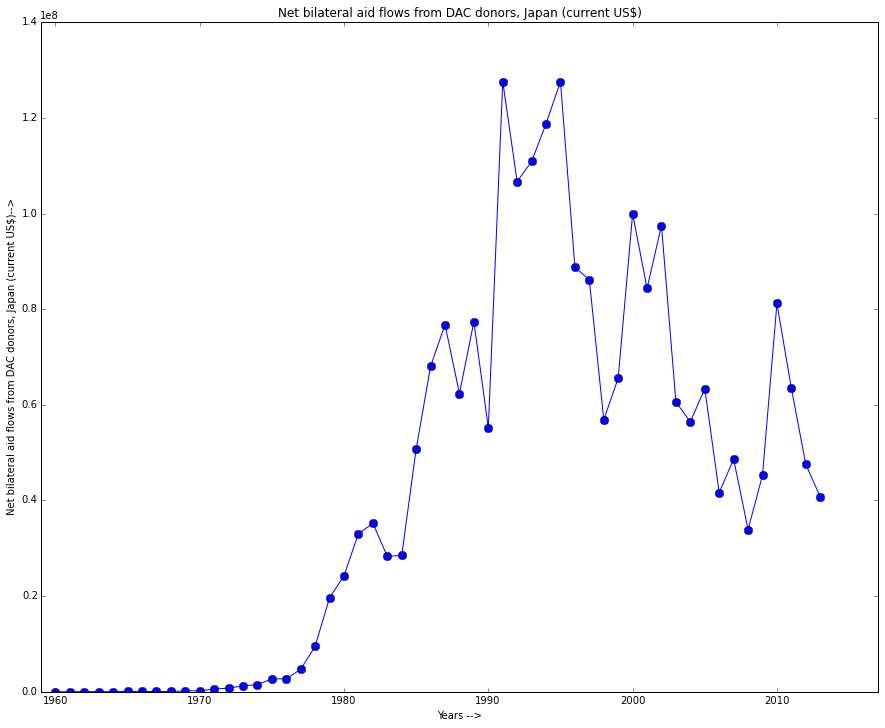 Net bilateral aid flows from DAC donors, Japan (current US$)
1e8
1.4
1.2
1.0
0.8
0.6
0.4
0.2
0.0
Net bilateral aid flows from DAC donors, Japan (current US$)-->
1960 1970 1980 1990 2000 2010
Years -->